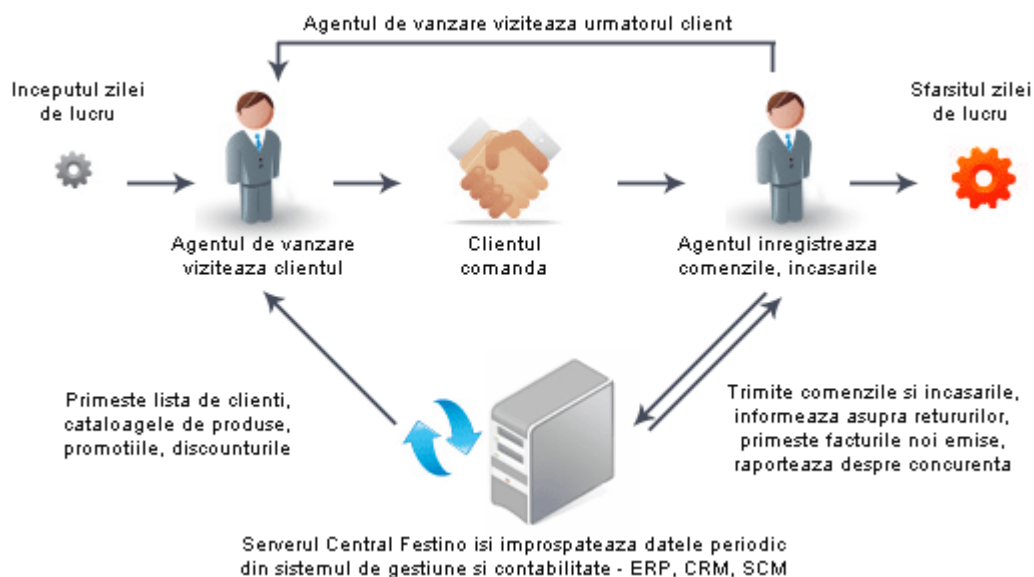 Agentul de vanzare viziteaza urmatorul client
Inceputul zilei
de lucru
Sfarsitul zilei
de lucru
Agentul de vanzare
viziteaza clientul
Clientul
comanda
Agentul inregistreaza
comenzile, incasarile
Primeste lista de clienti,
cataloagele de produse,
promotiile, discounturile
Trimite comenzile si incasarile,
informeaza asupra retururilor,
primeste facturile noi emise,
raporteaza despre concurenta
Serverul Central Festino isi improspateaza datele periodic
din sistemul de gestiune si contabilitate - ERP, CRM, SCM